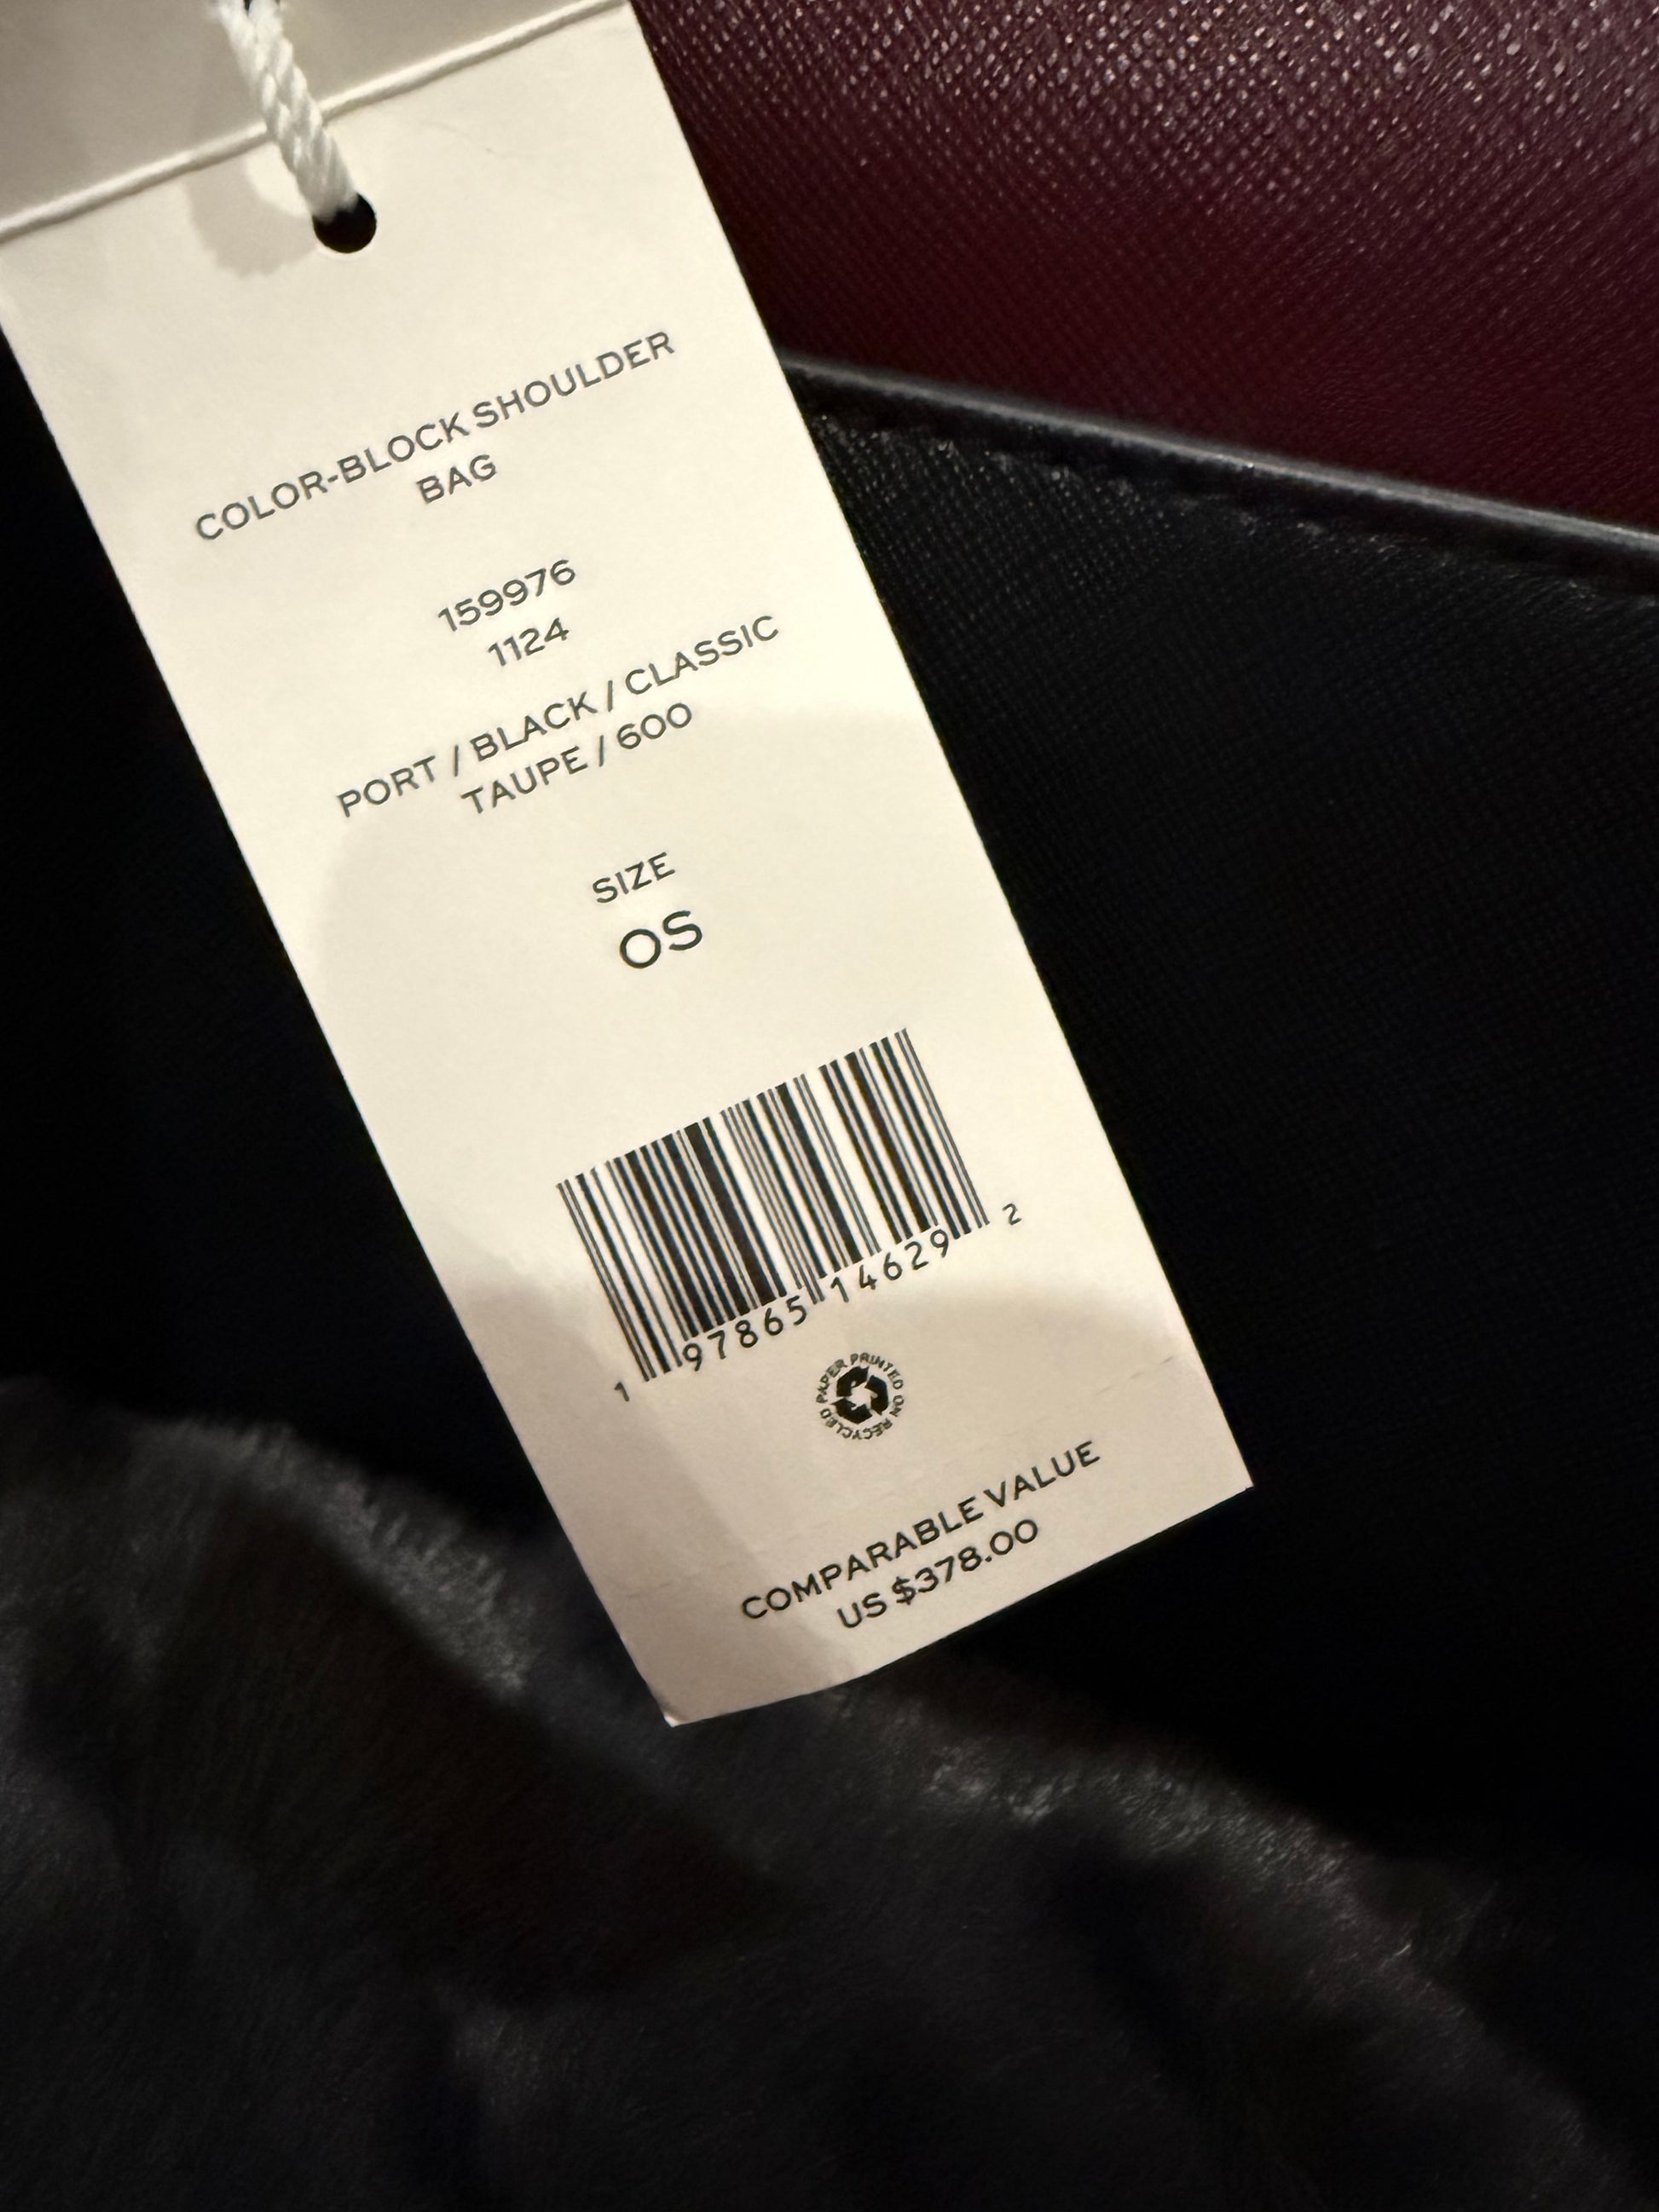 COLOR-BLOCK SHOULDER
BAG
159976
1124
PORT / BLACK / CLASSIC
TAUPE / 600
SIZE
OS
1 97865 14629 2
PRINTED ON RECYCLED PAPER
COMPARABLE VALUE
US $378.00